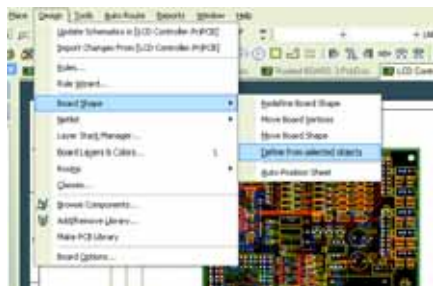 Place Design Tools Auto Route Reports Window Help
Update Schematics in [LCD Controller.PrjPCB]
Import Changes From [LCD Controller.PrjPCB]
Rules...
Rule Wizard...
Board Shape
Redefine Board Shape
Netlist
Move Board Vertices
Layer Stack Manager...
Move Board Shape
Board Layers & Colors... L
Define from selected objects
Rooms
Auto-Position Sheet
Classes...
Browse Components...
Add/Remove Library...
Make PCB Library
Board Options...